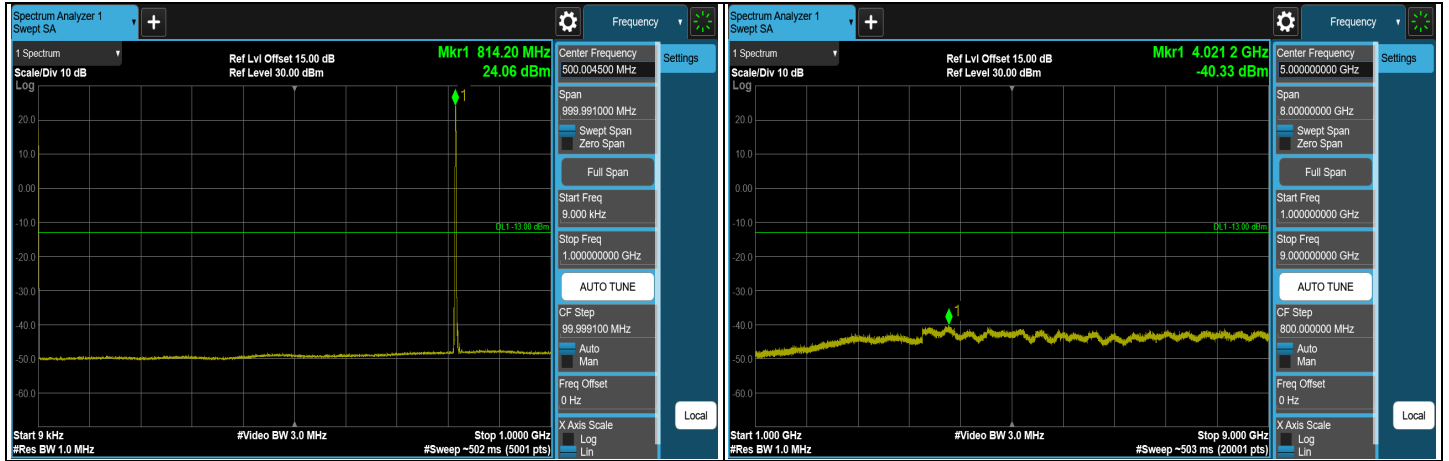 Spectrum Analyzer 1
Swept SA
+
Frequency
1 Spectrum
Ref Lvl Offset 15.00 dB
Mkr1 814.20 MHz
Scale/Div 10 dB
Ref Level 30.00 dBm
24.06 dBm
Log
1
20.0
10.0
0.00
-10.0
DL1 -13.00 dBm
-20.0
-30.0
-40.0
-50.0
-60.0
Start 9 kHz
#Video BW 3.0 MHz
Stop 1.0000 GHz
#Res BW 1.0 MHz
#Sweep ~502 ms (5001 pts)
Center Frequency
500.004500 MHz
Settings
Span
999.991000 MHz
Swept Span
Zero Span
Full Span
Start Freq
9.000 kHz
Stop Freq
1.000000000 GHz
AUTO TUNE
CF Step
99.999100 MHz
Auto
Man
Freq Offset
0 Hz
Local
X Axis Scale
Log
Lin
Spectrum Analyzer 1
Swept SA
+
Frequency
1 Spectrum
Ref Lvl Offset 15.00 dB
Mkr1 4.021 2 GHz
Scale/Div 10 dB
Ref Level 30.00 dBm
-40.33 dBm
Log
20.0
10.0
0.00
-10.0
DL1 -13.00 dBm
-20.0
-30.0
1
-40.0
-50.0
-60.0
Start 1.000 GHz
#Video BW 3.0 MHz
Stop 9.000 GHz
#Res BW 1.0 MHz
#Sweep ~503 ms (20001 pts)
Center Frequency
5.000000000 GHz
Settings
Span
8.00000000 GHz
Swept Span
Zero Span
Full Span
Start Freq
1.000000000 GHz
Stop Freq
9.000000000 GHz
AUTO TUNE
CF Step
800.000000 MHz
Auto
Man
Freq Offset
0 Hz
Local
X Axis Scale
Log
Lin